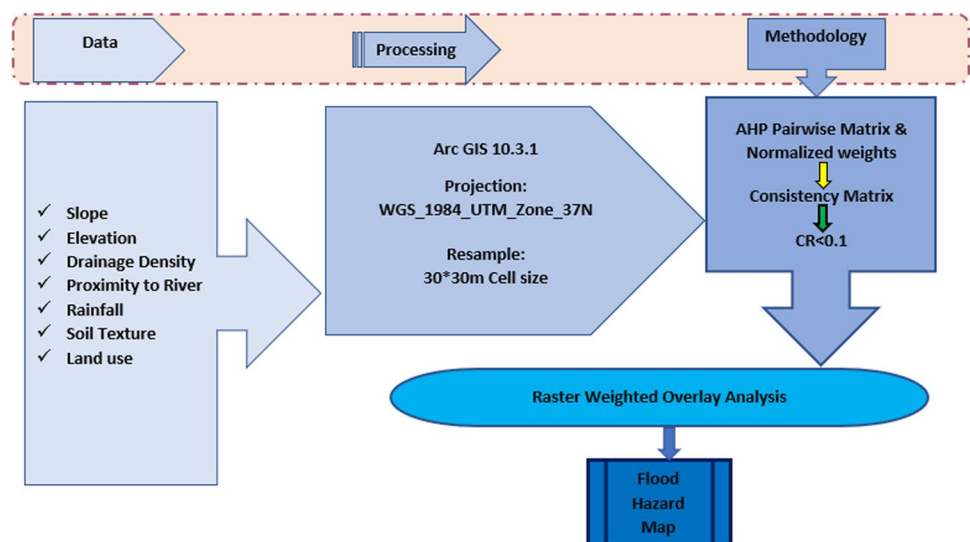 Data
Processing
Methodology
Slope
Elevation
Drainage Density
Proximity to River
Rainfall
Soil Texture
Land use
Arc GIS 10.3.1
Projection:
WGS_1984_UTM_Zone_37N
Resample:
30*30m Cell size
AHP Pairwise Matrix &
Normalized weights
Consistency Matrix
CR<0.1
Raster Weighted Overlay Analysis
Flood
Hazard
Map